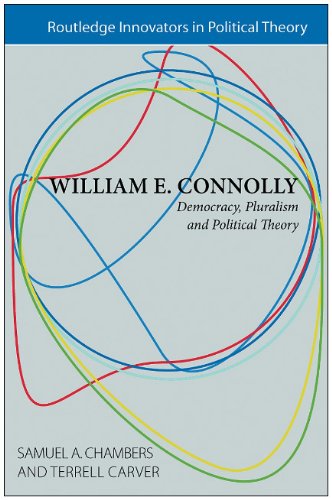 Routledge Innovators in Political Theory
WILLIAM E. CONNOLLY
Democracy, Pluralism
and Political Theory
SAMUEL A. CHAMBERS
AND TERRELL CARVER